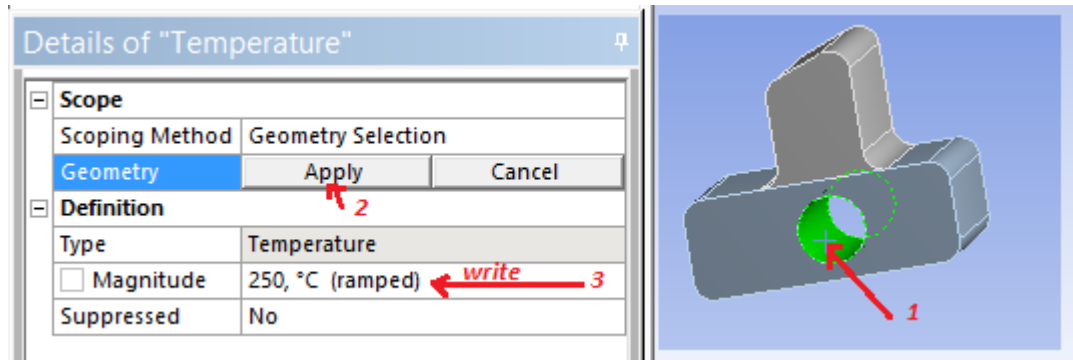 Details of "Temperature"
Scope
Scoping Method Geometry Selection
Geometry Apply Cancel
2
Definition
Type Temperature
Magnitude 250, °C (ramped) write 3
Suppressed No
1